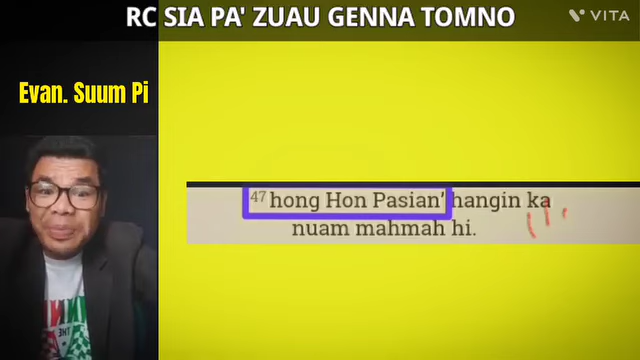 RC SIA PA' ZUAU GENNA TOMNO
VITA
Evan. Suum Pi
47 hong Hon Pasian' hangin ka
nuam mahmah hi.
THE